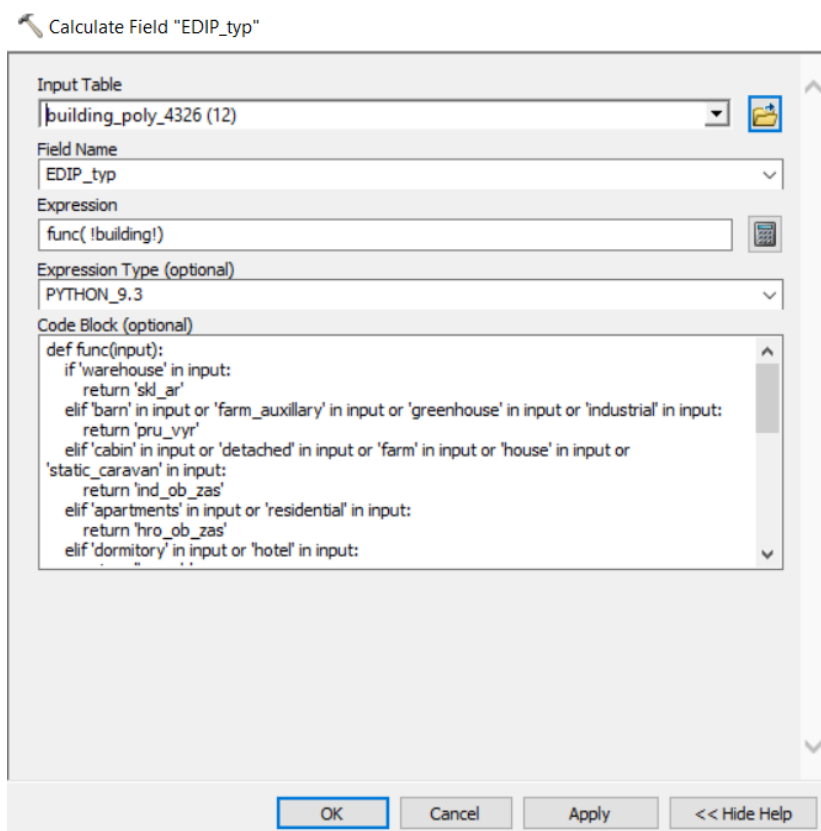 Calculate Field "EDIP_typ"
Input Table
building_poly_4326 (12)
Field Name
EDIP_typ
Expression
func( !building!)
Expression Type (optional)
PYTHON_9.3
Code Block (optional)
def func(input):
    if 'warehouse' in input:
        return 'skl_ar'
    elif 'barn' in input or 'farm_auxillary' in input or 'greenhouse' in input or 'industrial' in input:
        return 'pru_vyr'
    elif 'cabin' in input or 'detached' in input or 'farm' in input or 'house' in input or
'static_caravan' in input:
        return 'ind_ob_zas'
    elif 'apartments' in input or 'residential' in input:
        return 'hro_ob_zas'
    elif 'dormitory' in input or 'hotel' in input:
OK
Cancel
Apply
<< Hide Help